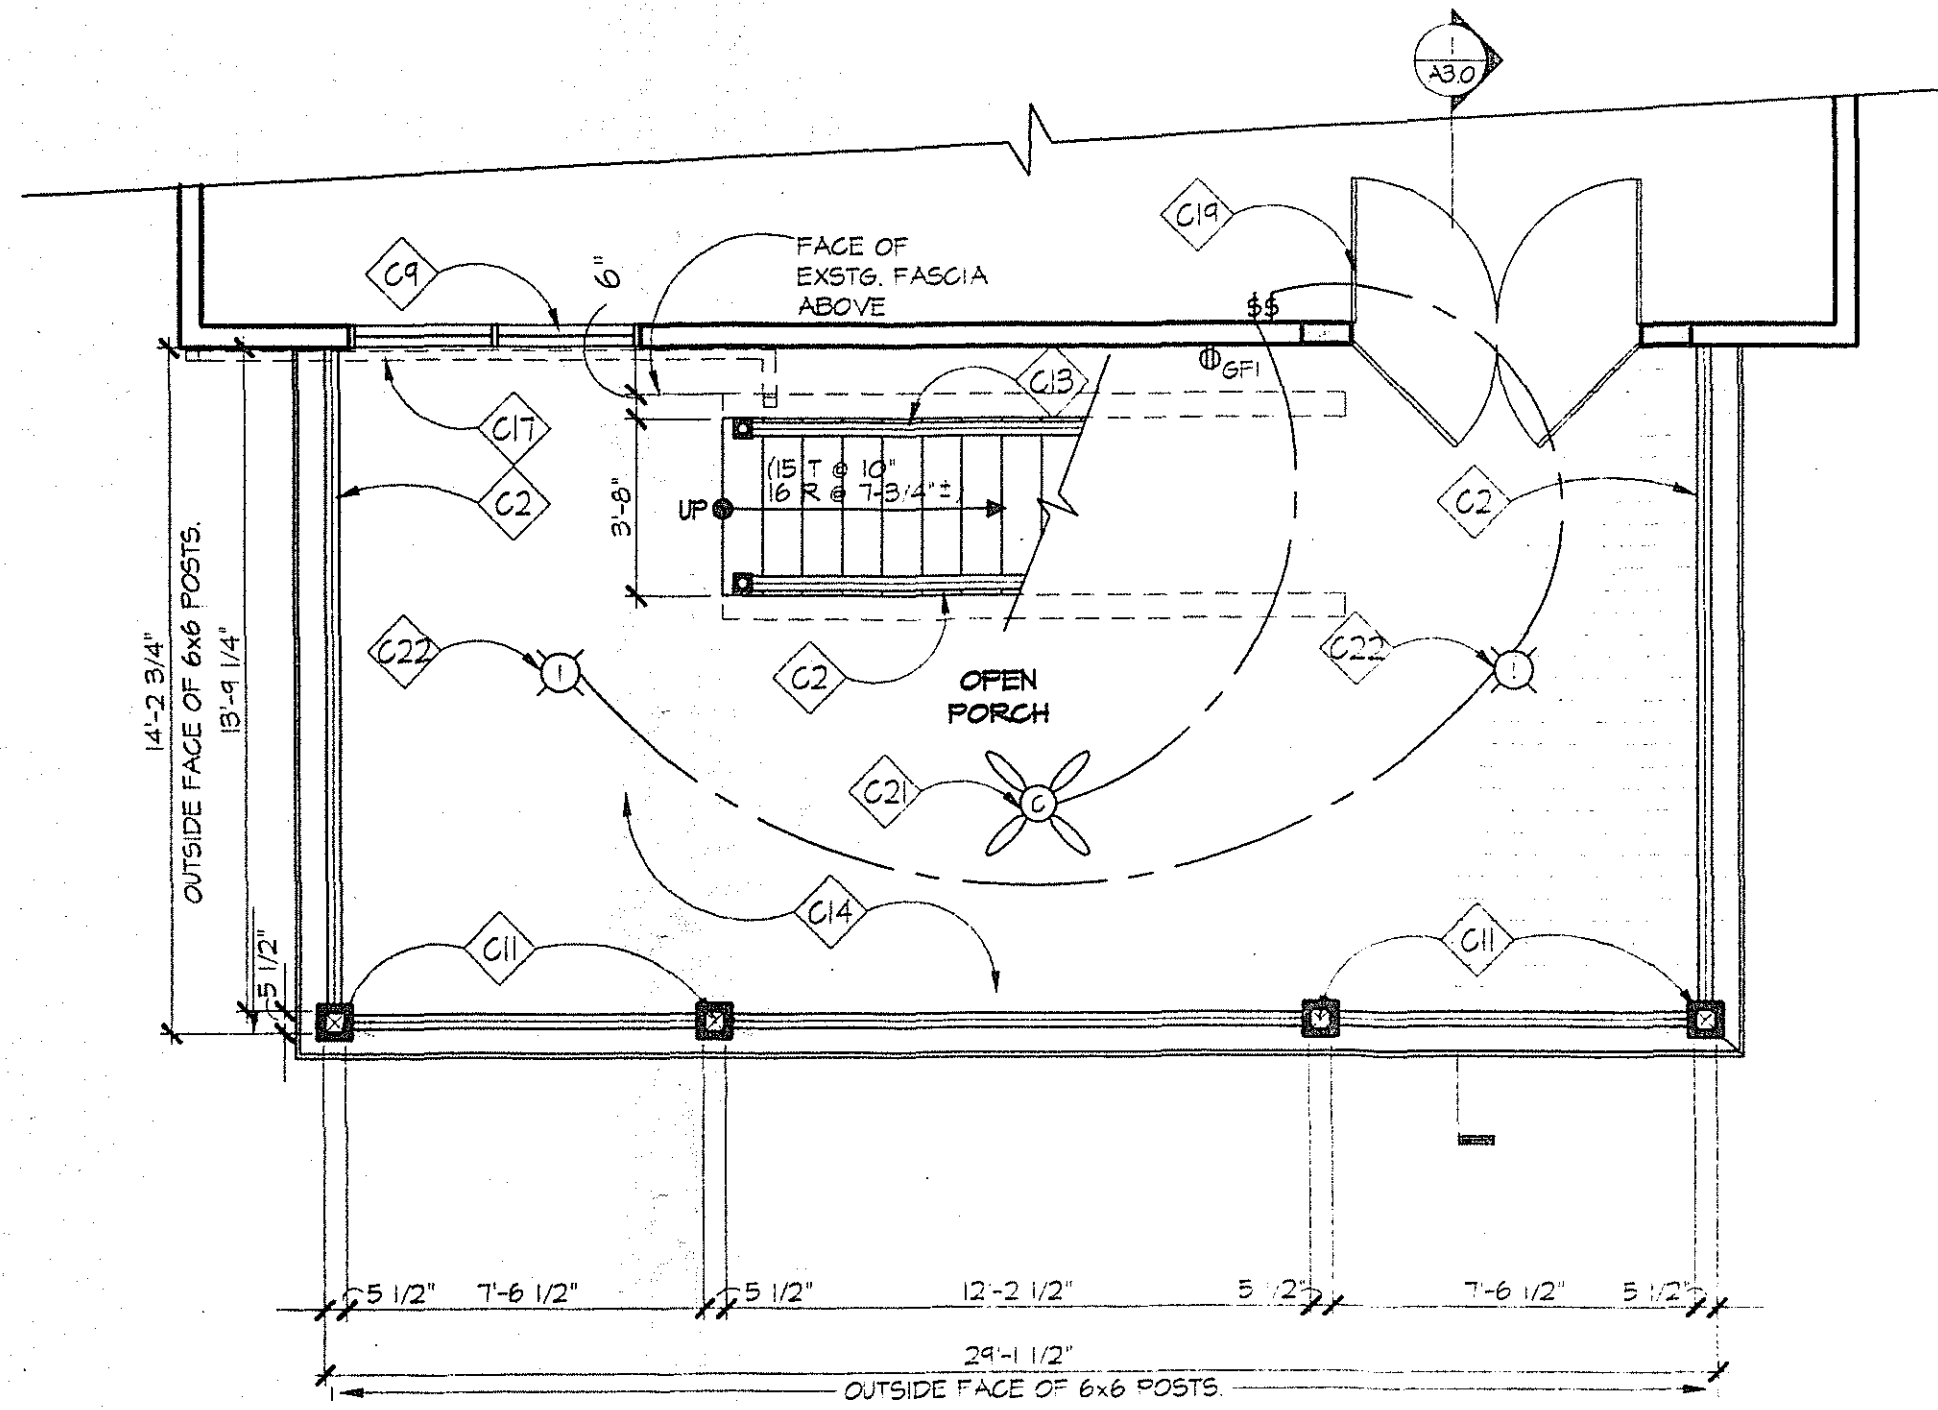 A3.0
C19
C9
6"
FACE OF
EXSTG. FASCIA
ABOVE
$$
GFI
C13
C17
(15 T @ 10"
16 R @ 7-3/4"±)
C2
UP
3'-8"
C2
14'-2 3/4"
OUTSIDE FACE OF 6x6 POSTS.
13'-9 1/4"
C22
1
C2
OPEN
PORCH
C22
1
C21
C
C14
C11
C11
5 1/2"
5 1/2" 7'-6 1/2" 5 1/2" 12'-2 1/2" 5 1/2" 7'-6 1/2" 5 1/2"
29'-1 1/2"
OUTSIDE FACE OF 6x6 POSTS.